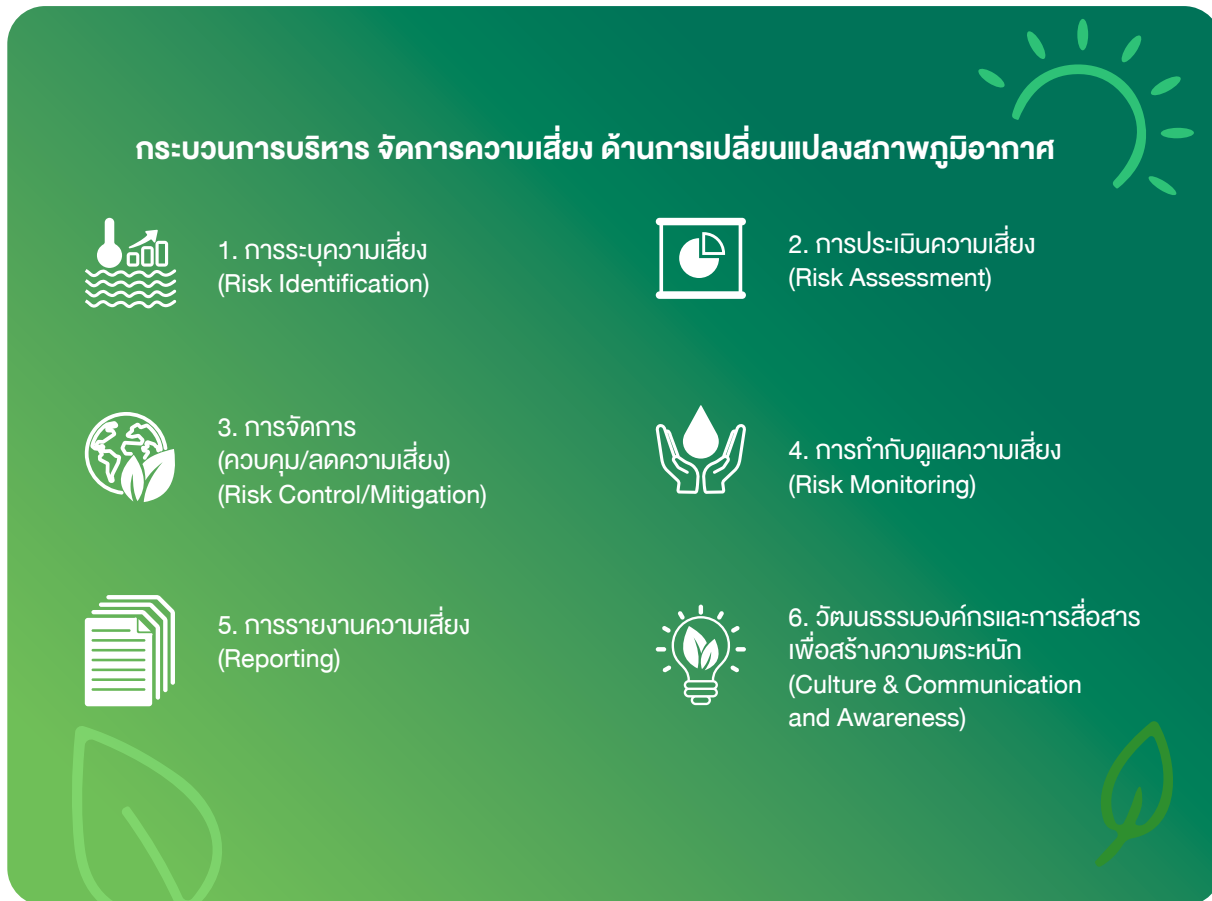 กระบวนการบริหาร จัดการความเสี่ยง ด้านการเปลี่ยนแปลงสภาพภูมิอากาศ
1. การระบุความเสี่ยง
(Risk Identification)
2. การประเมินความเสี่ยง
(Risk Assessment)
3. การจัดการ
(ควบคุม/ลดความเสี่ยง)
(Risk Control/Mitigation)
4. การกำกับดูแลความเสี่ยง
(Risk Monitoring)
5. การรายงานความเสี่ยง
(Reporting)
6. วัฒนธรรมองค์กรและการสื่อสาร
เพื่อสร้างความตระหนัก
(Culture & Communication
and Awareness)